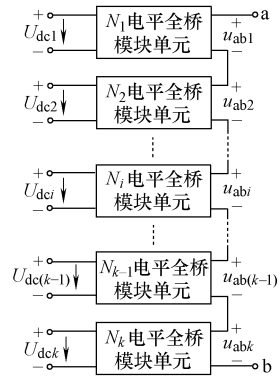 + N₁电平全桥 + a
U_dc1 模块单元 u_ab1
− −
+ N₂电平全桥 +
U_dc2 模块单元 u_ab2
− −
+ N_i电平全桥 +
U_dci 模块单元 u_abi
− −
+ N_{k−1}电平全桥 +
U_dc(k−1) 模块单元 u_ab(k−1)
− −
+ N_k电平全桥 +
U_dck 模块单元 u_abk
− − b